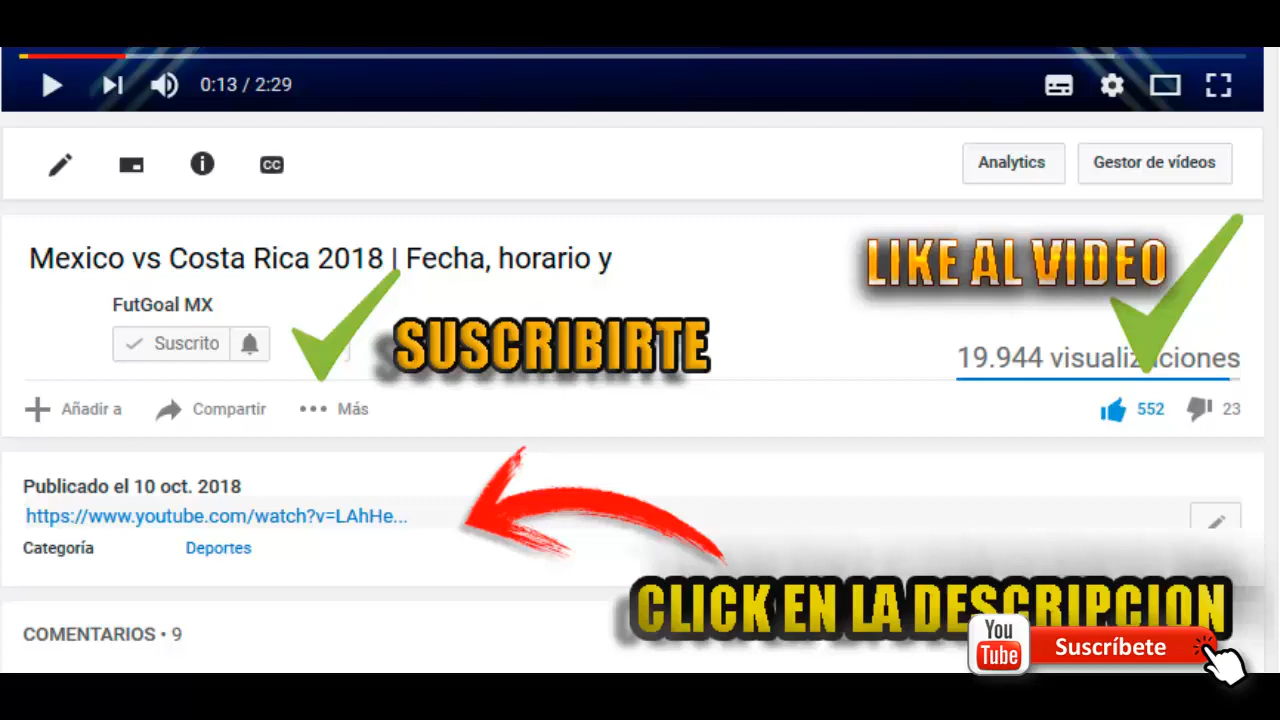 0:13 / 2:29
CC
Analytics
Gestor de vídeos
Mexico vs Costa Rica 2018 | Fecha, horario y
LIKE AL VIDEO
FutGoal MX
Suscrito
SUSCRIBIRTE
19.944 visualizaciones
Añadir a
Compartir
Más
552
23
Publicado el 10 oct. 2018
https://www.youtube.com/watch?v=LAhHe...
Categoría
Deportes
CLICK EN LA DESCRIPCION
COMENTARIOS • 9
You
Tube
Suscríbete